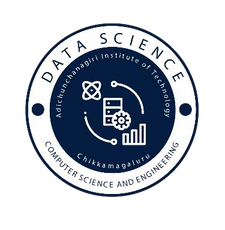 DATA SCIENCE
Adichunchanagiri Institute of Technology
Chikkamagaluru
COMPUTER SCIENCE AND ENGINEERING